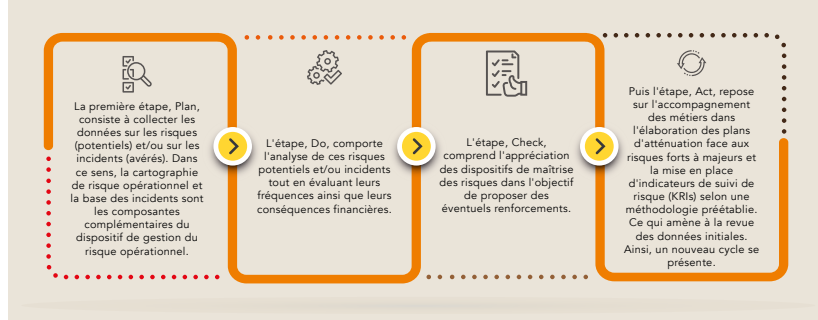 La première étape, Plan,
consiste à collecter les
données sur les risques
(potentiels) et/ou sur les
incidents (avérés). Dans
ce sens, la cartographie
de risque opérationnel et
la base des incidents sont
les composantes
complémentaires du
dispositif de gestion du
risque opérationnel.
L'étape, Do, comporte
l'analyse de ces risques
potentiels et/ou incidents
tout en évaluant leurs
fréquences ainsi que leurs
conséquences financières.
L'étape, Check,
comprend l'appréciation
des dispositifs de maîtrise
des risques dans l'objectif
de proposer des
éventuels renforcements.
Puis l'étape, Act, repose
sur l'accompagnement
des métiers dans
l'élaboration des plans
d'atténuation face aux
risques forts à majeurs et
la mise en place
d'indicateurs de suivi de
risque (KRIs) selon une
méthodologie préétablie.
Ce qui amène à la revue
des données initiales.
Ainsi, un nouveau cycle se
présente.